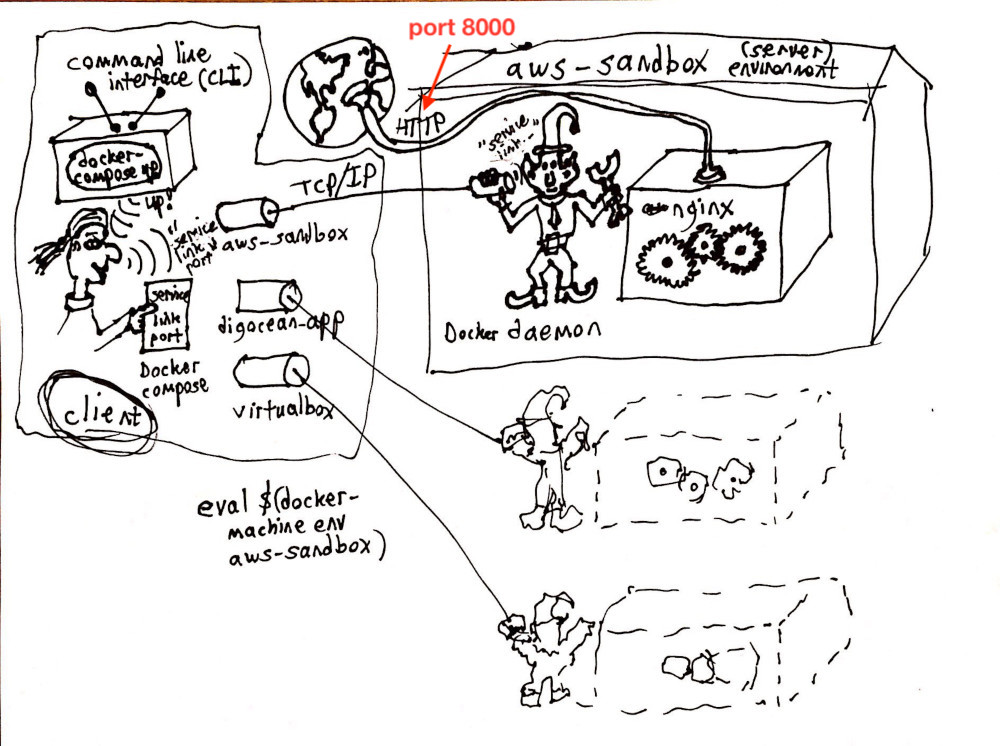 port 8000
command line
interface (CLI)
docker-
compose up
up!
"service
link
port"
TCP/IP
aws-sandbox
service
link
port
Docker
compose
digocean-app
virtualbox
client
eval $(docker-
machine env
aws-sandbox)
HTTP
aws-sandbox
(server)
environment
"service"
link..
nginx
Docker daemon